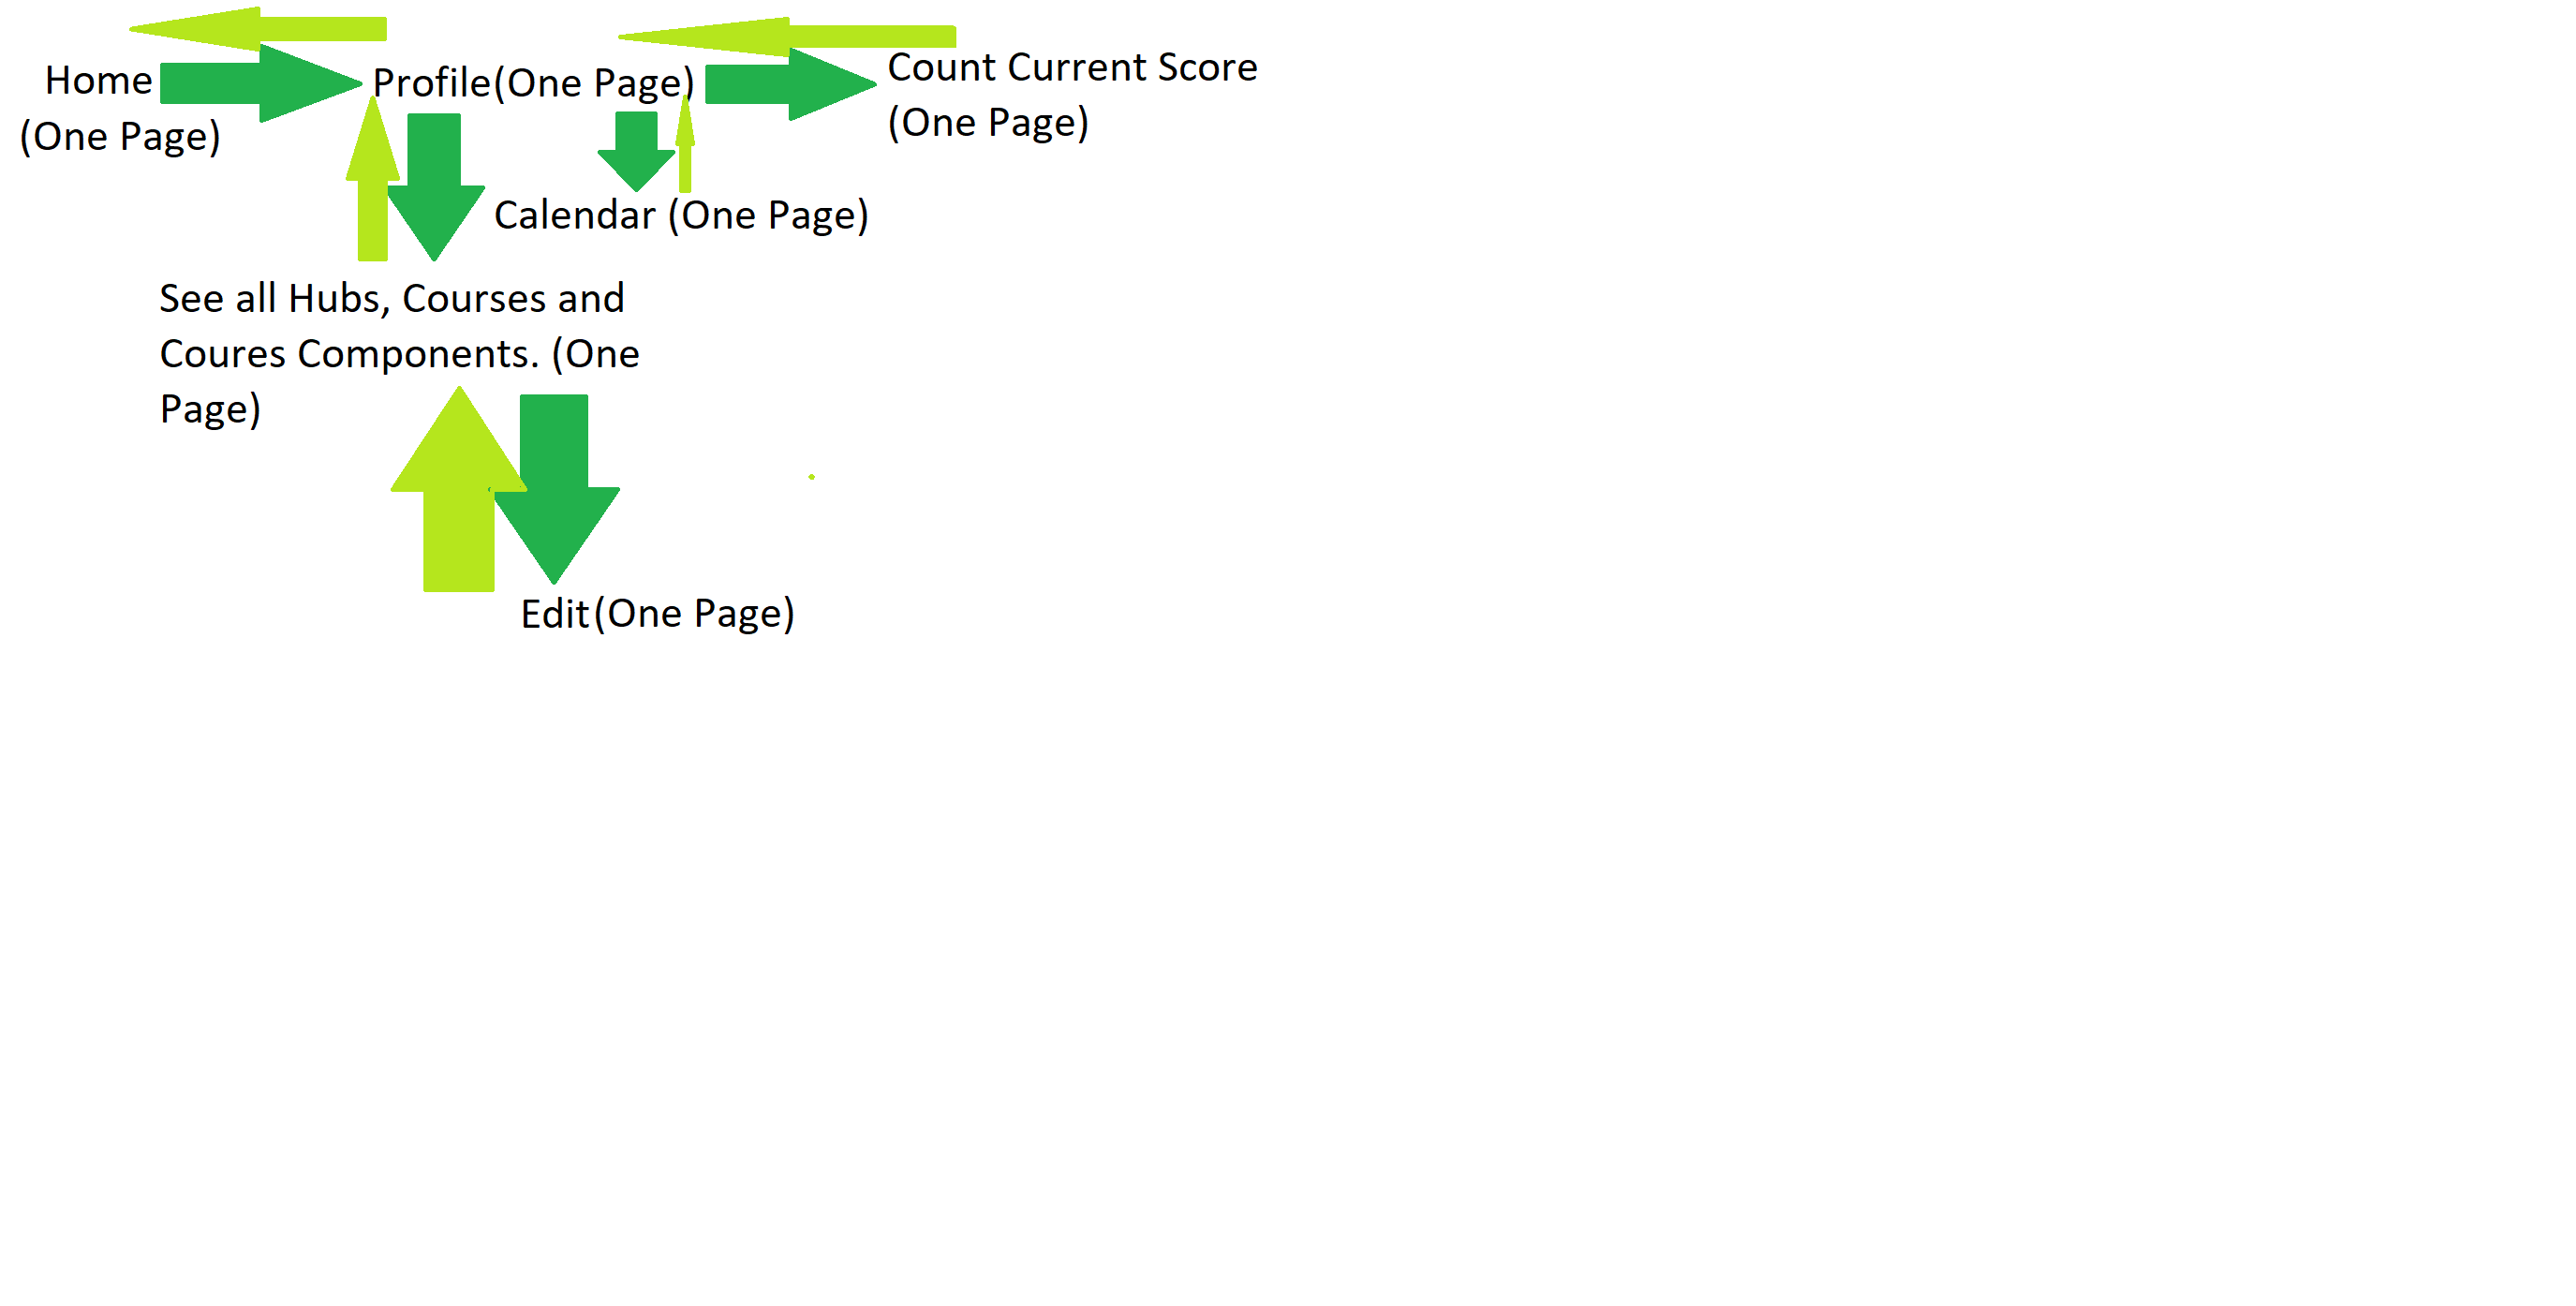 Home
(One Page)
Profile(One Page)
Count Current Score
(One Page)
Calendar (One Page)
See all Hubs, Courses and
Coures Components. (One
Page)
Edit(One Page)